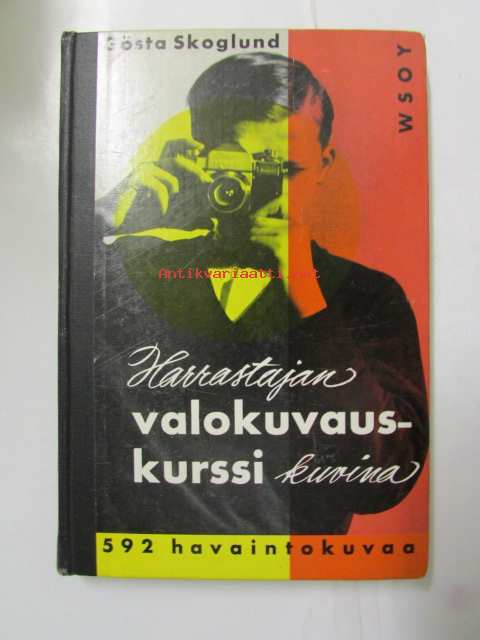 Gösta Skoglund
WSOY
Antikvariaatti.net
Harrastajan
valokuvaus-
kurssi kuvina
592 havaintokuvaa